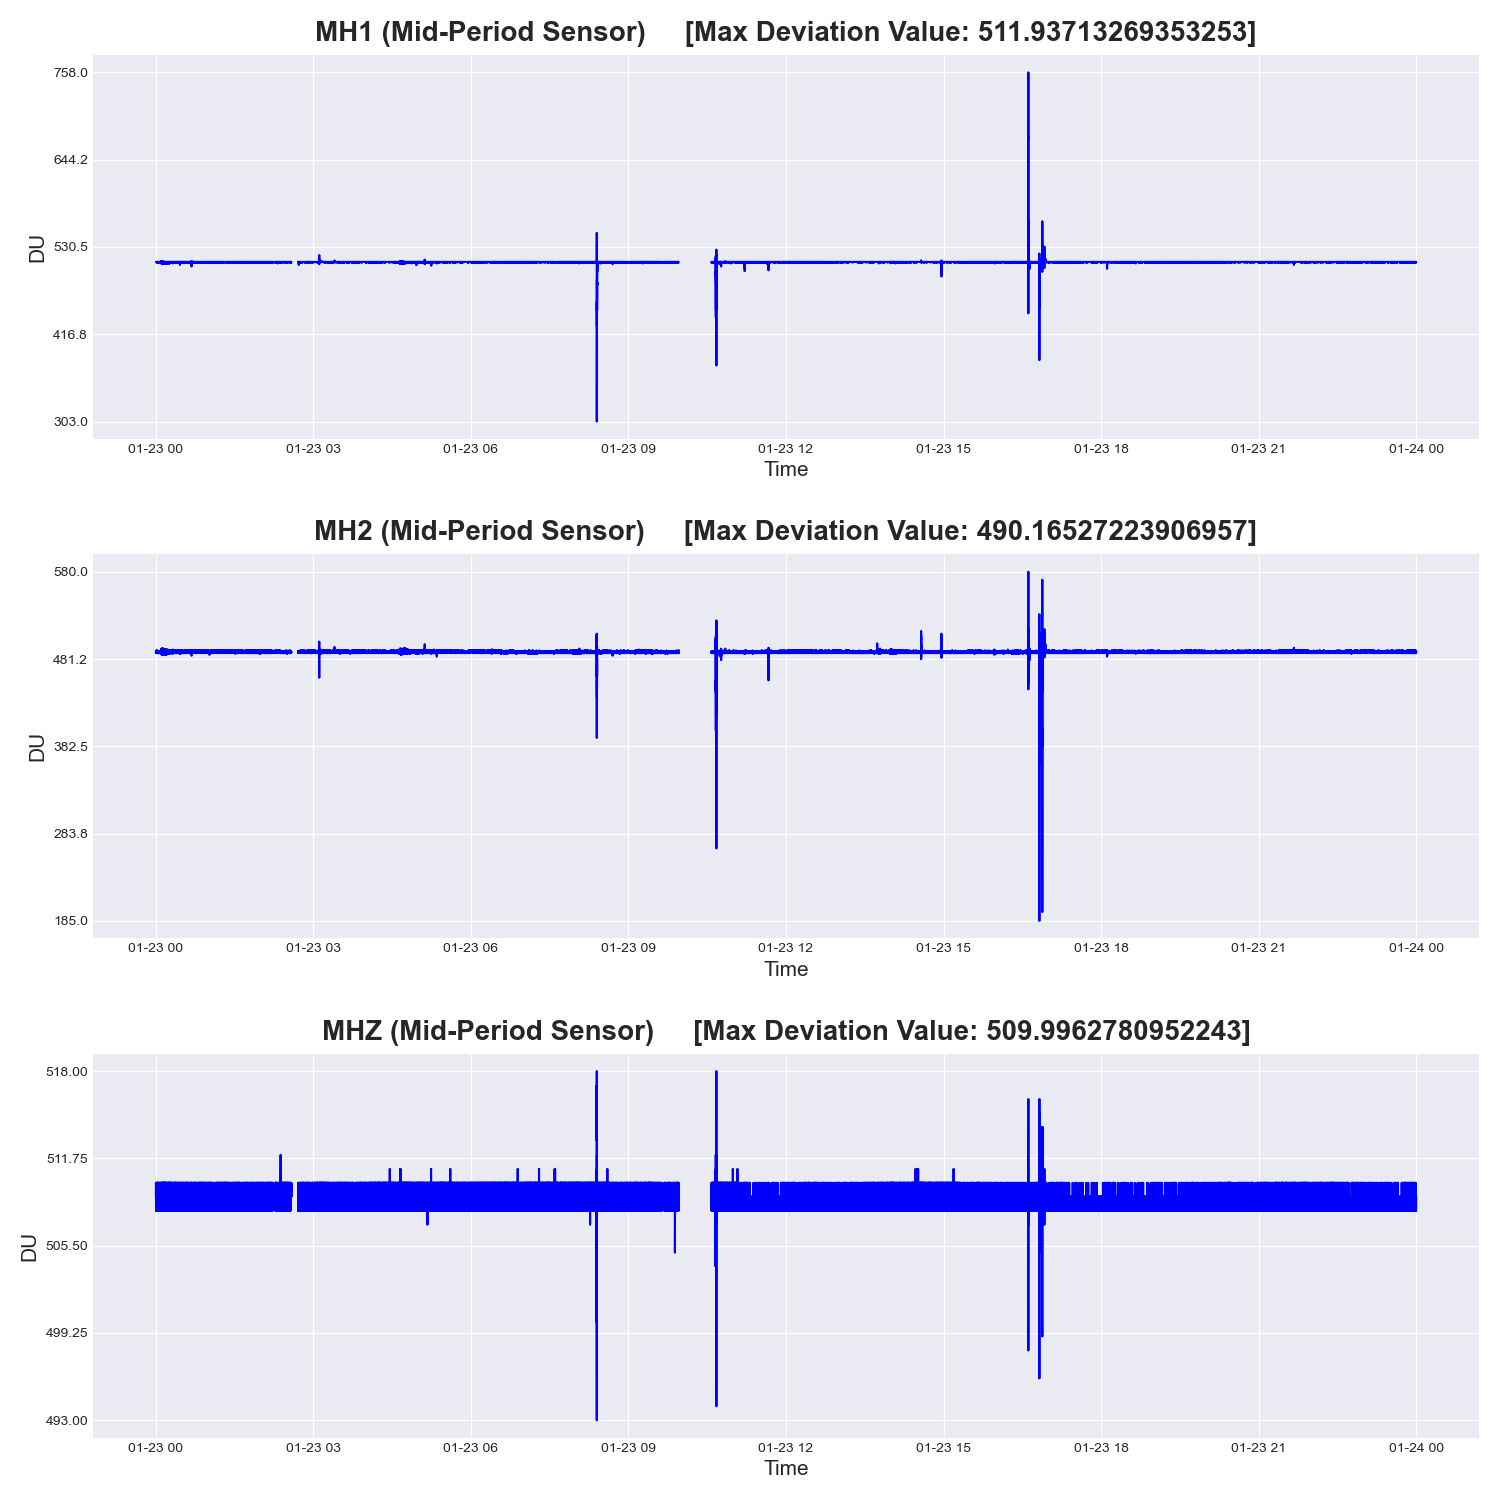 MH1 (Mid-Period Sensor) [Max Deviation Value: 511.93713269353253]
758.0
644.2
530.5
416.8
303.0
DU
01-23 00 01-23 03 01-23 06 01-23 09 01-23 12 01-23 15 01-23 18 01-23 21 01-24 00
Time
MH2 (Mid-Period Sensor) [Max Deviation Value: 490.16527223906957]
580.0
481.2
382.5
283.8
185.0
DU
01-23 00 01-23 03 01-23 06 01-23 09 01-23 12 01-23 15 01-23 18 01-23 21 01-24 00
Time
MHZ (Mid-Period Sensor) [Max Deviation Value: 509.9962780952243]
518.00
511.75
505.50
499.25
493.00
DU
01-23 00 01-23 03 01-23 06 01-23 09 01-23 12 01-23 15 01-23 18 01-23 21 01-24 00
Time